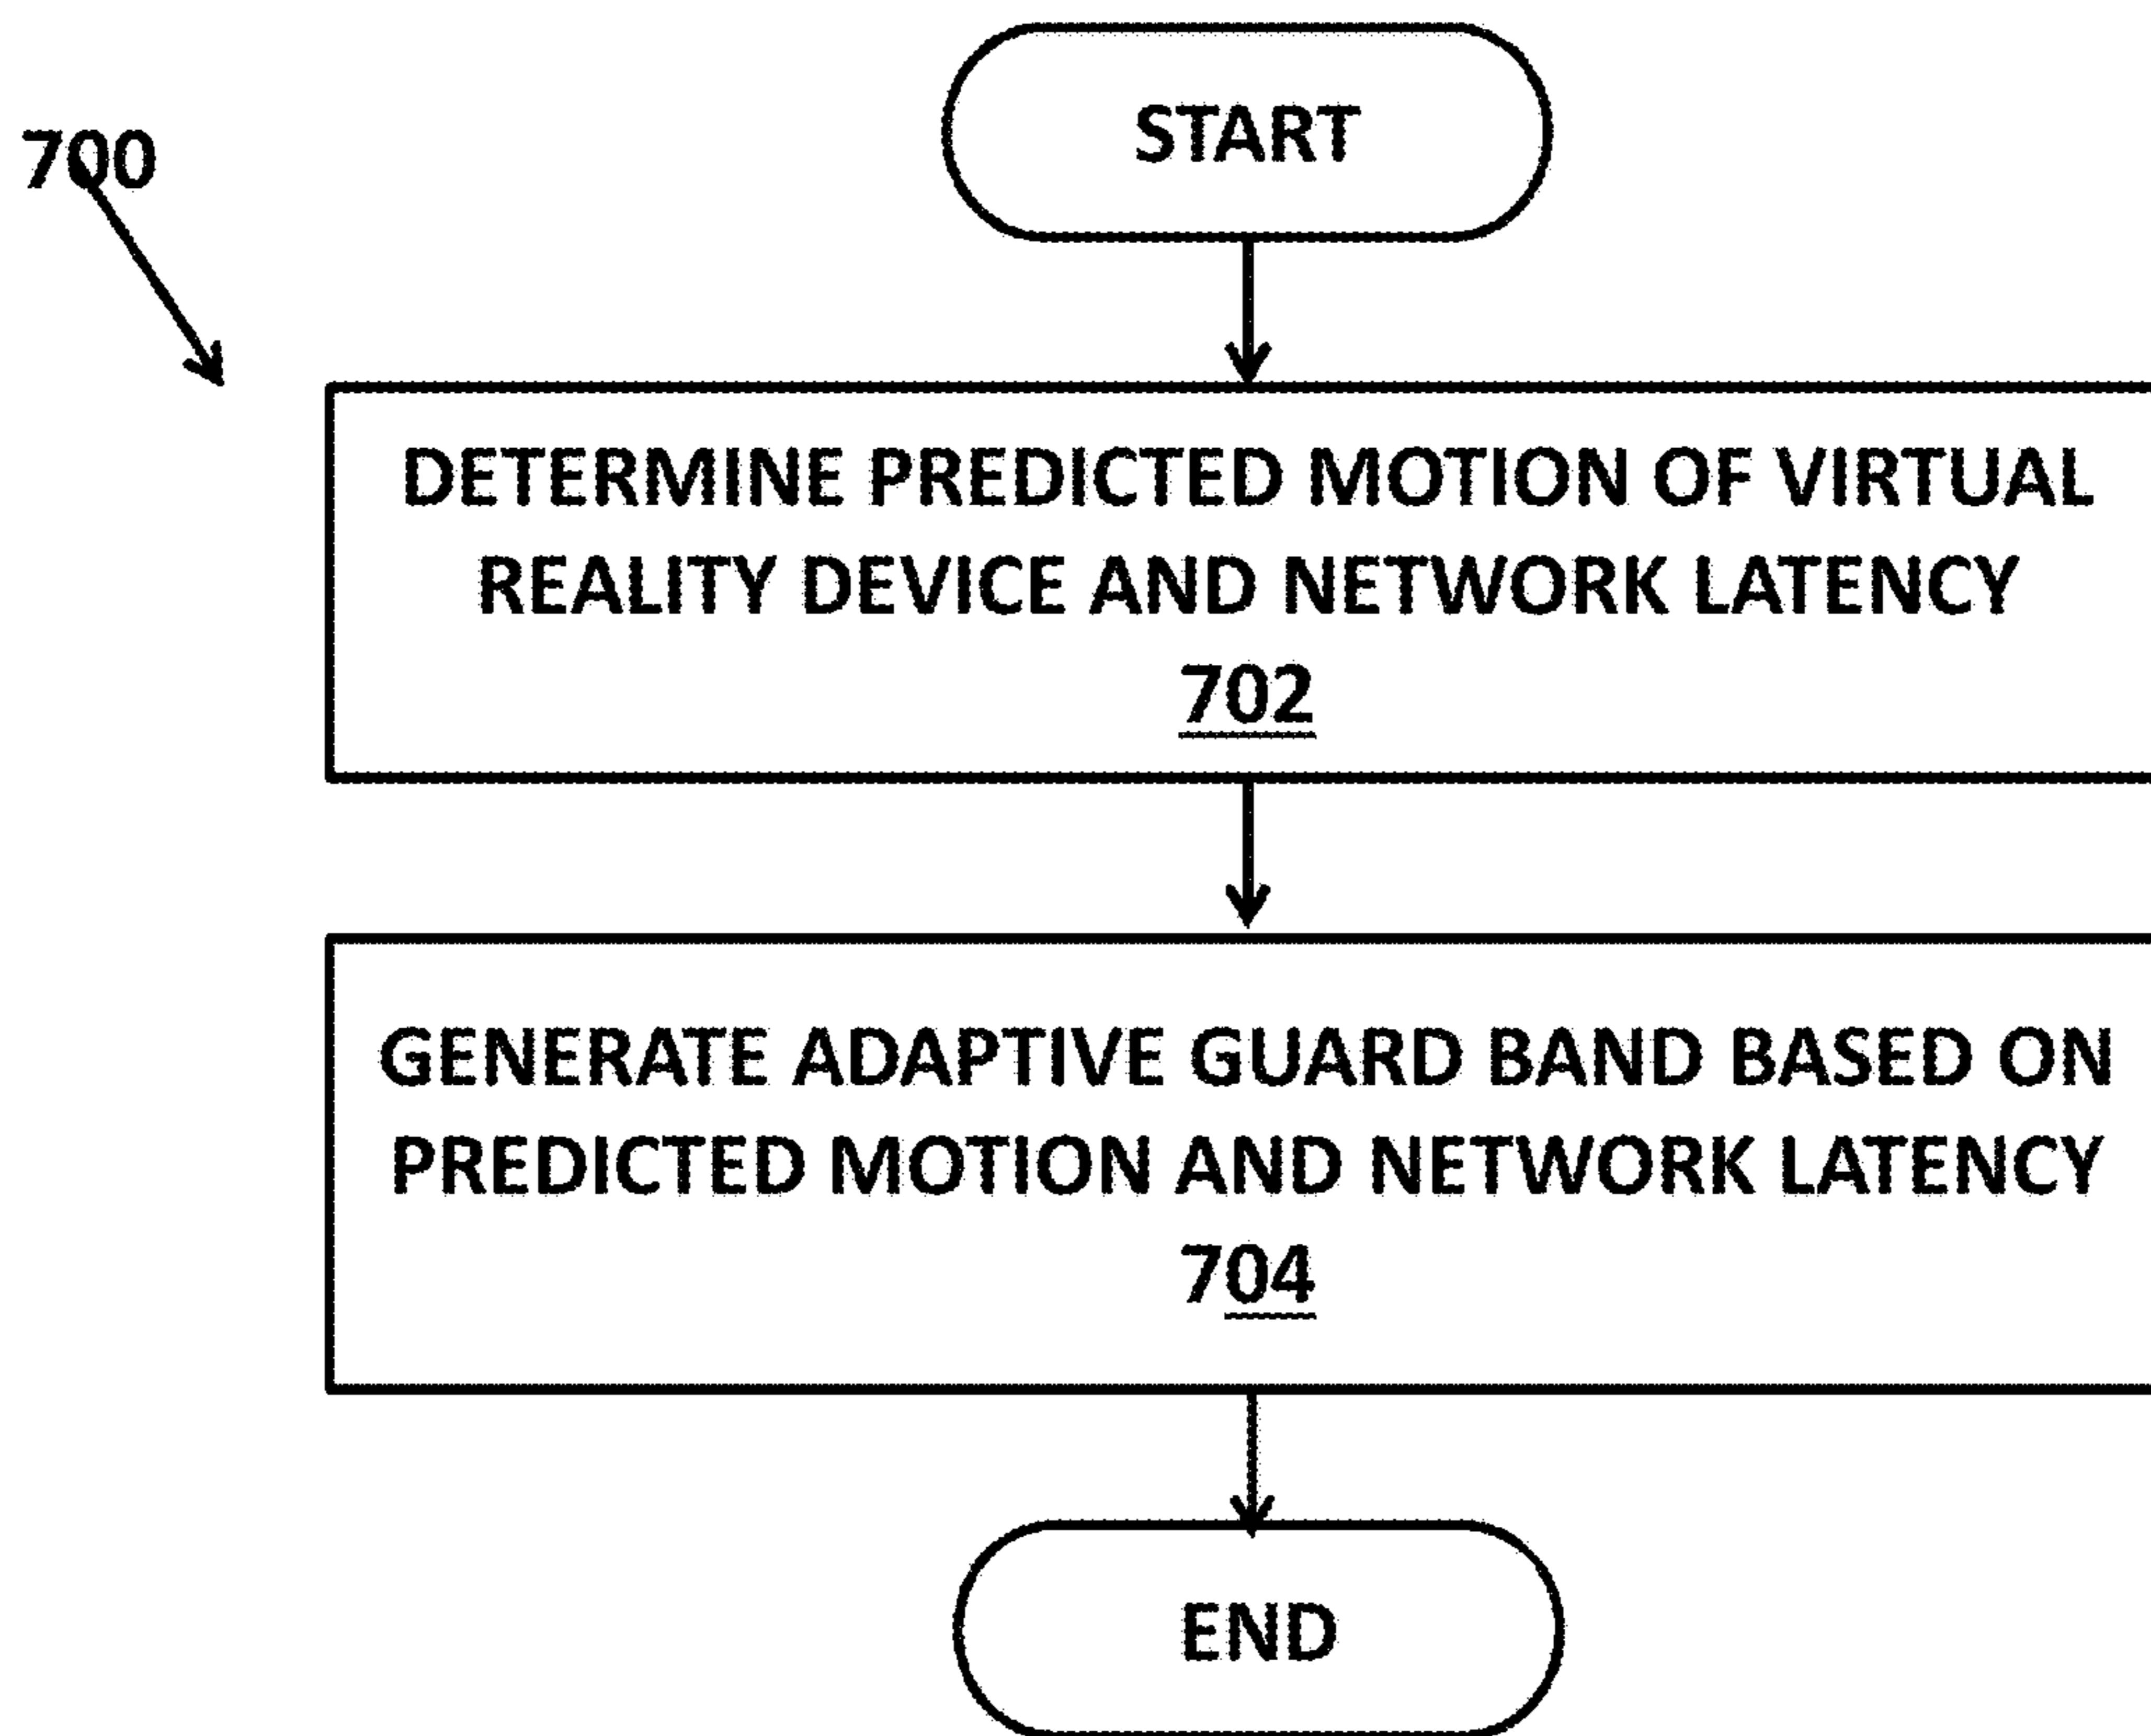 START
700
DETERMINE PREDICTED MOTION OF VIRTUAL
REALITY DEVICE AND NETWORK LATENCY
702
GENERATE ADAPTIVE GUARD BAND BASED ON
PREDICTED MOTION AND NETWORK LATENCY
704
END